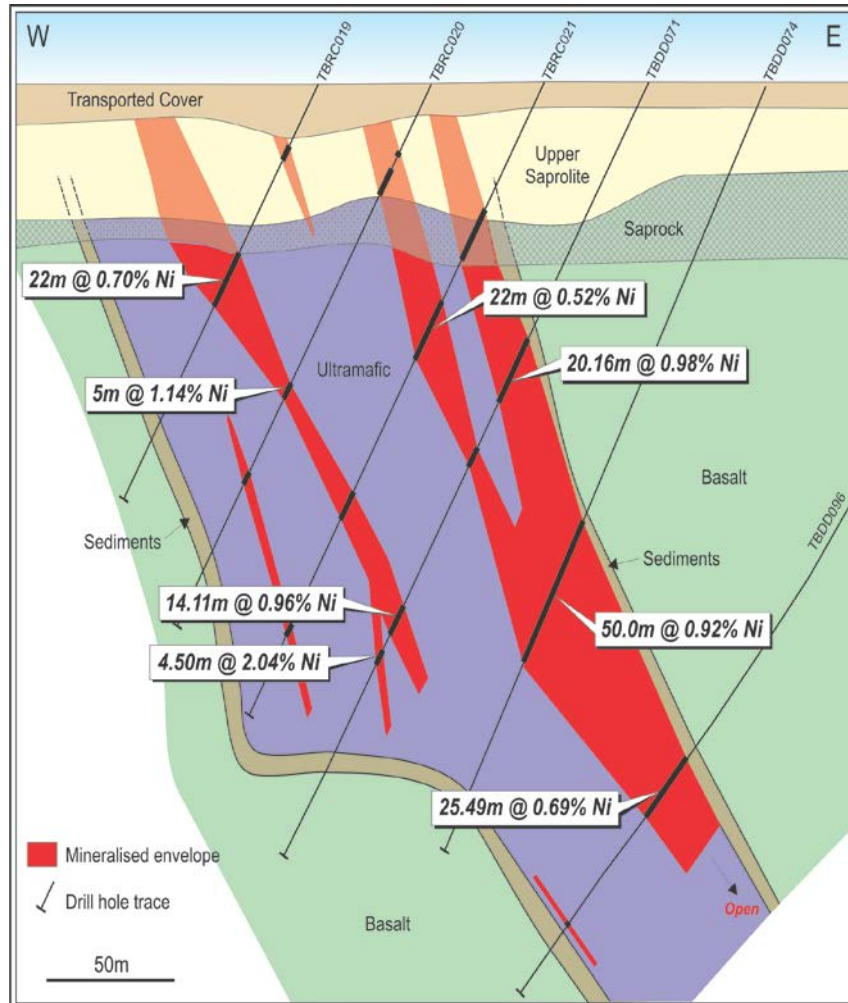 W
E
TBRC019
TBRC020
TBRC021
TBDD071
TBDD074
Transported Cover
Upper
Saprolite
Saprock
22m @ 0.70% Ni
22m @ 0.52% Ni
20.16m @ 0.98% Ni
Ultramafic
5m @ 1.14% Ni
Basalt
TBDD096
Sediments
Sediments
14.11m @ 0.96% Ni
50.0m @ 0.92% Ni
4.50m @ 2.04% Ni
25.49m @ 0.69% Ni
Mineralised envelope
Drill hole trace
Open
Basalt
50m